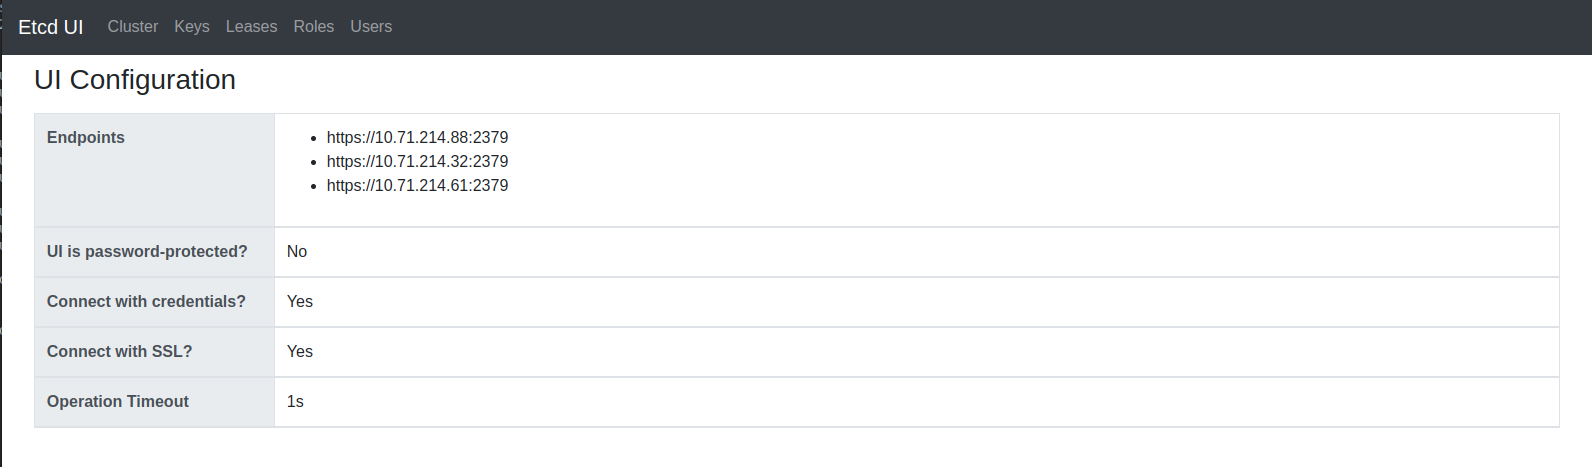 Etcd UI Cluster Keys Leases Roles Users
UI Configuration
Endpoints
https://10.71.214.88:2379
https://10.71.214.32:2379
https://10.71.214.61:2379
UI is password-protected? No
Connect with credentials? Yes
Connect with SSL? Yes
Operation Timeout 1s